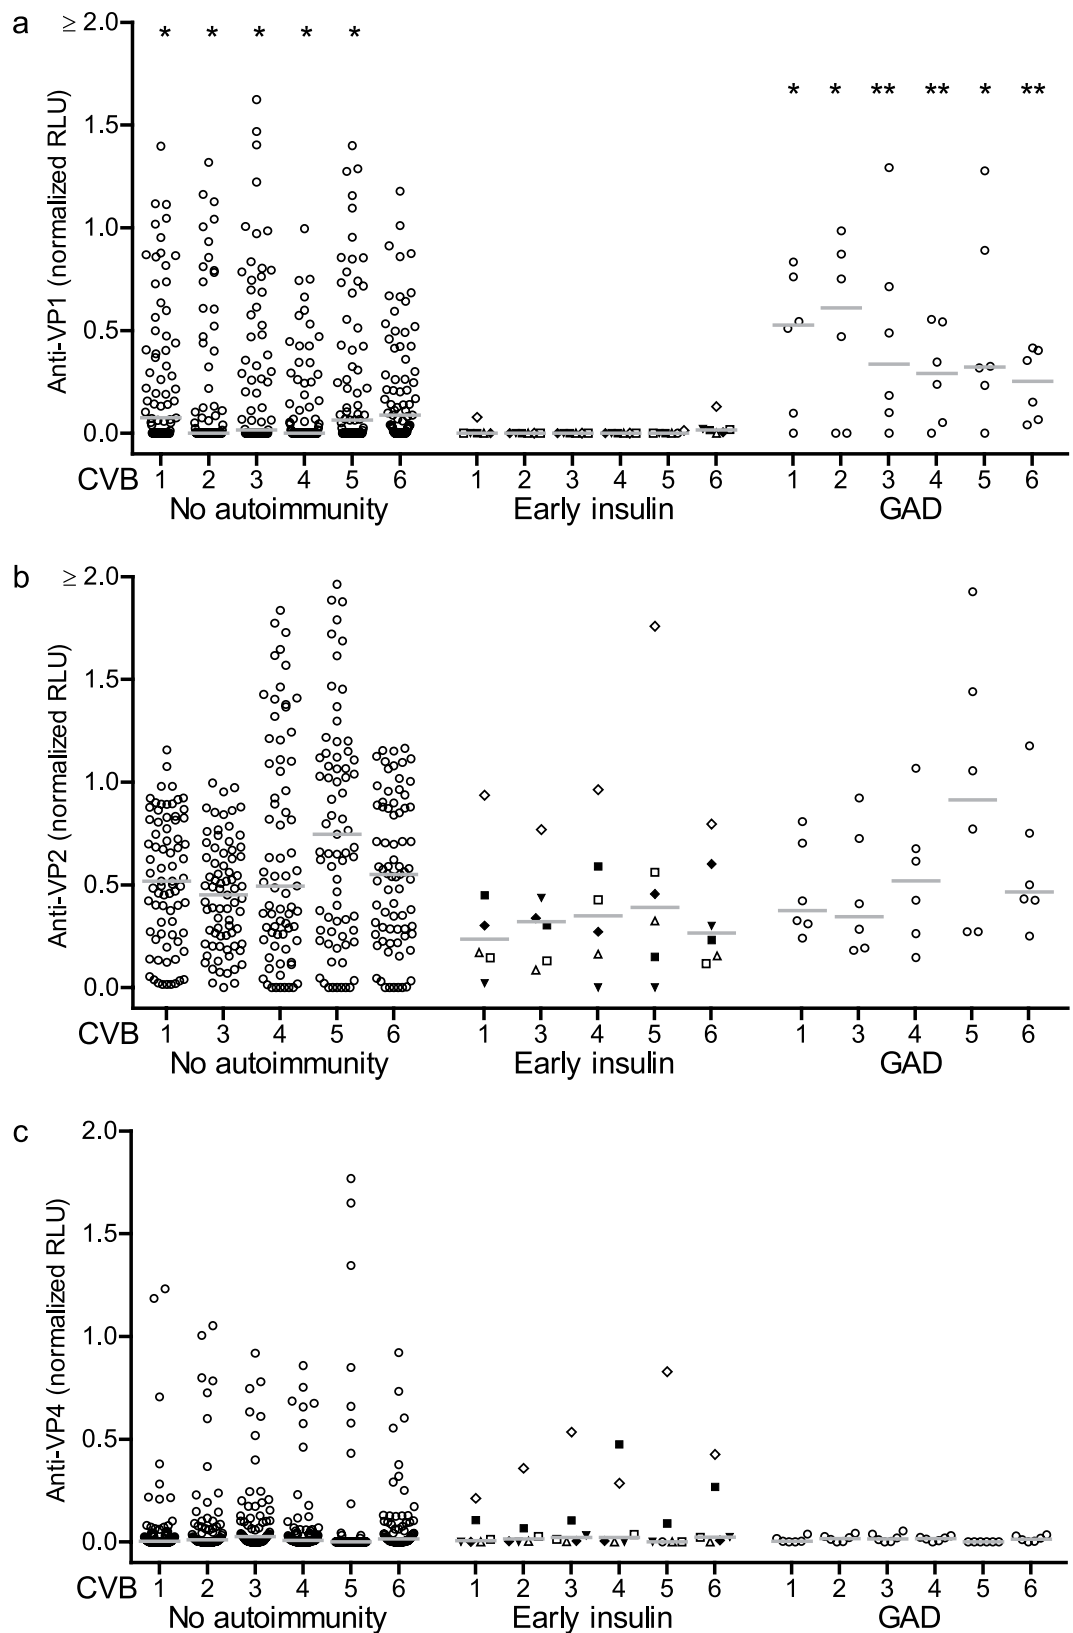 a
≥ 2.0
* * * * *
* * ** ** * **
1.5
1.0
0.5
0.0
Anti-VP1 (normalized RLU)
CVB 1 2 3 4 5 6 1 2 3 4 5 6 1 2 3 4 5 6
No autoimmunity Early insulin GAD
b
≥ 2.0
1.5
1.0
0.5
0.0
Anti-VP2 (normalized RLU)
CVB 1 3 4 5 6 1 3 4 5 6 1 3 4 5 6
No autoimmunity Early insulin GAD
c
2.0
1.5
1.0
0.5
0.0
Anti-VP4 (normalized RLU)
CVB 1 2 3 4 5 6 1 2 3 4 5 6 1 2 3 4 5 6
No autoimmunity Early insulin GAD